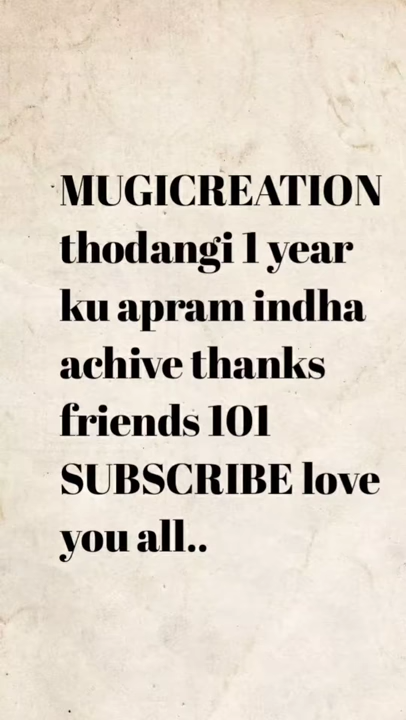 MUGICREATION
thodangi 1 year
ku apram indha
achive thanks
friends 101
SUBSCRIBE love
you all..